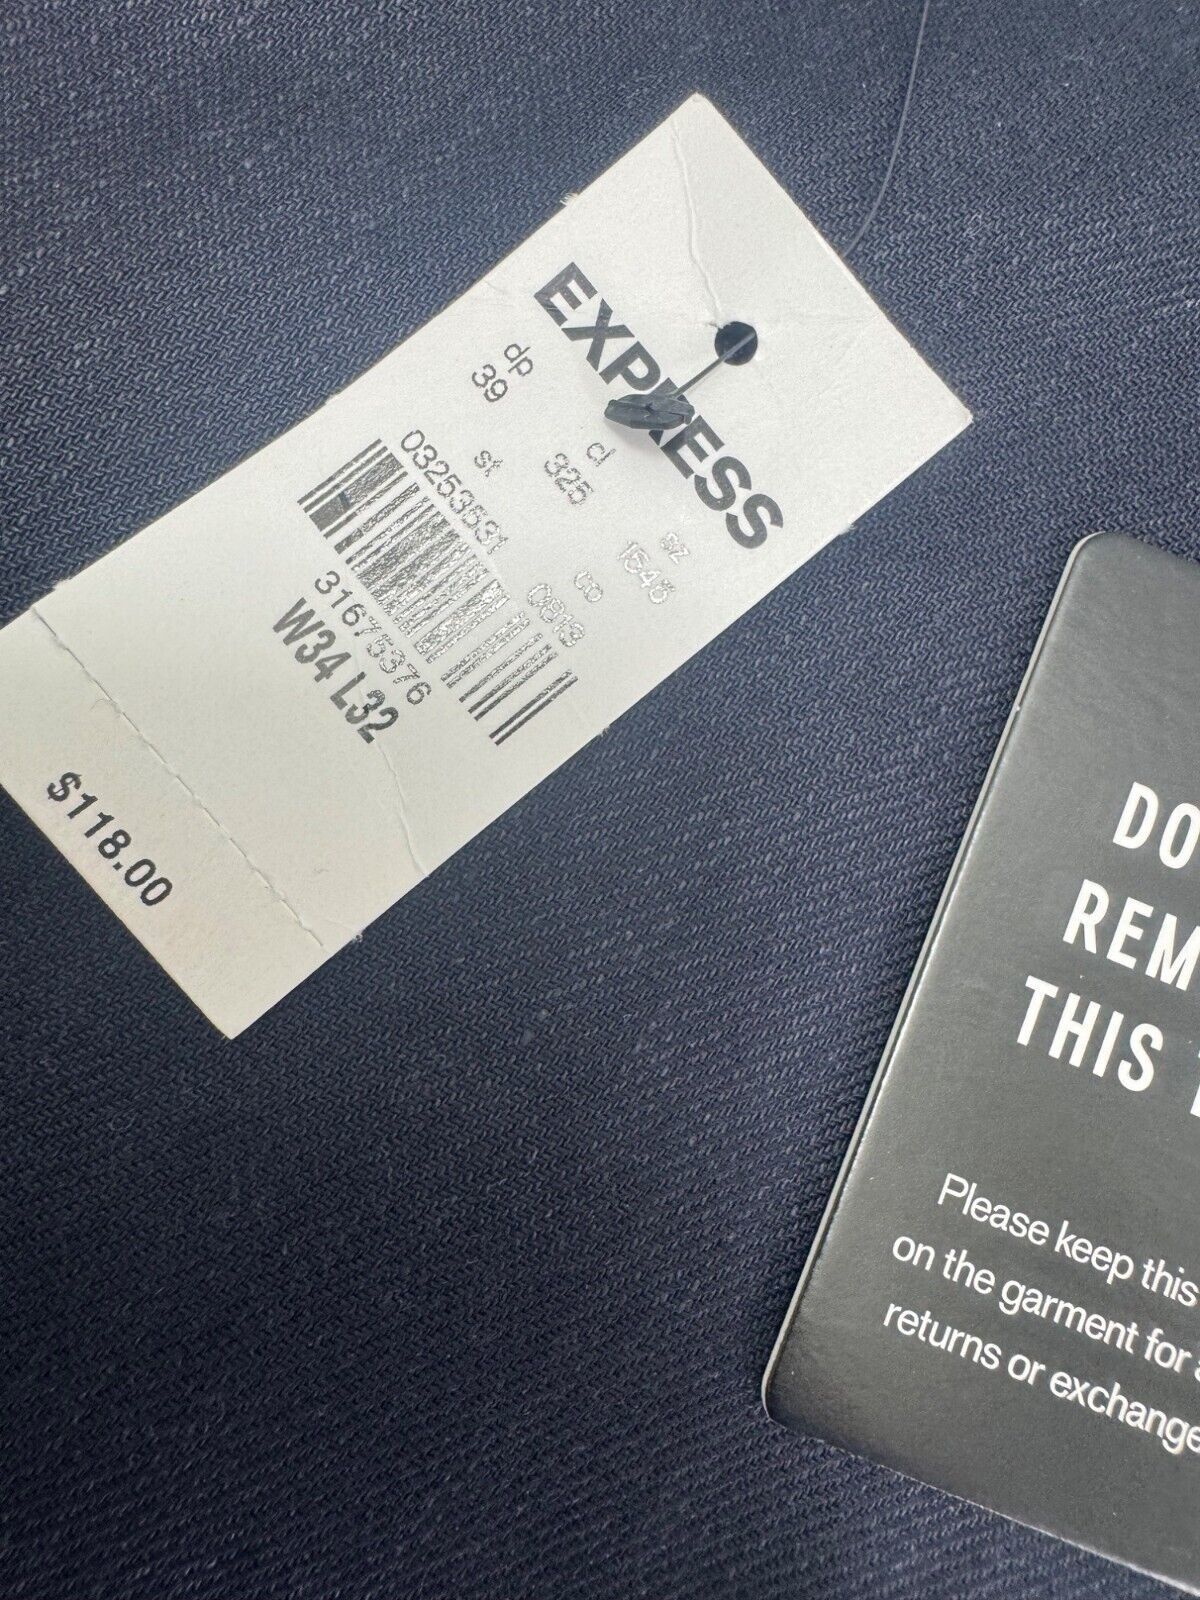 EXPRESS
dp cl sz
39 325 1543
st co
03253531 0913
31675376
W34 L32
$118.00
DO
REM
THIS
Please keep this
on the garment for
returns or exchange